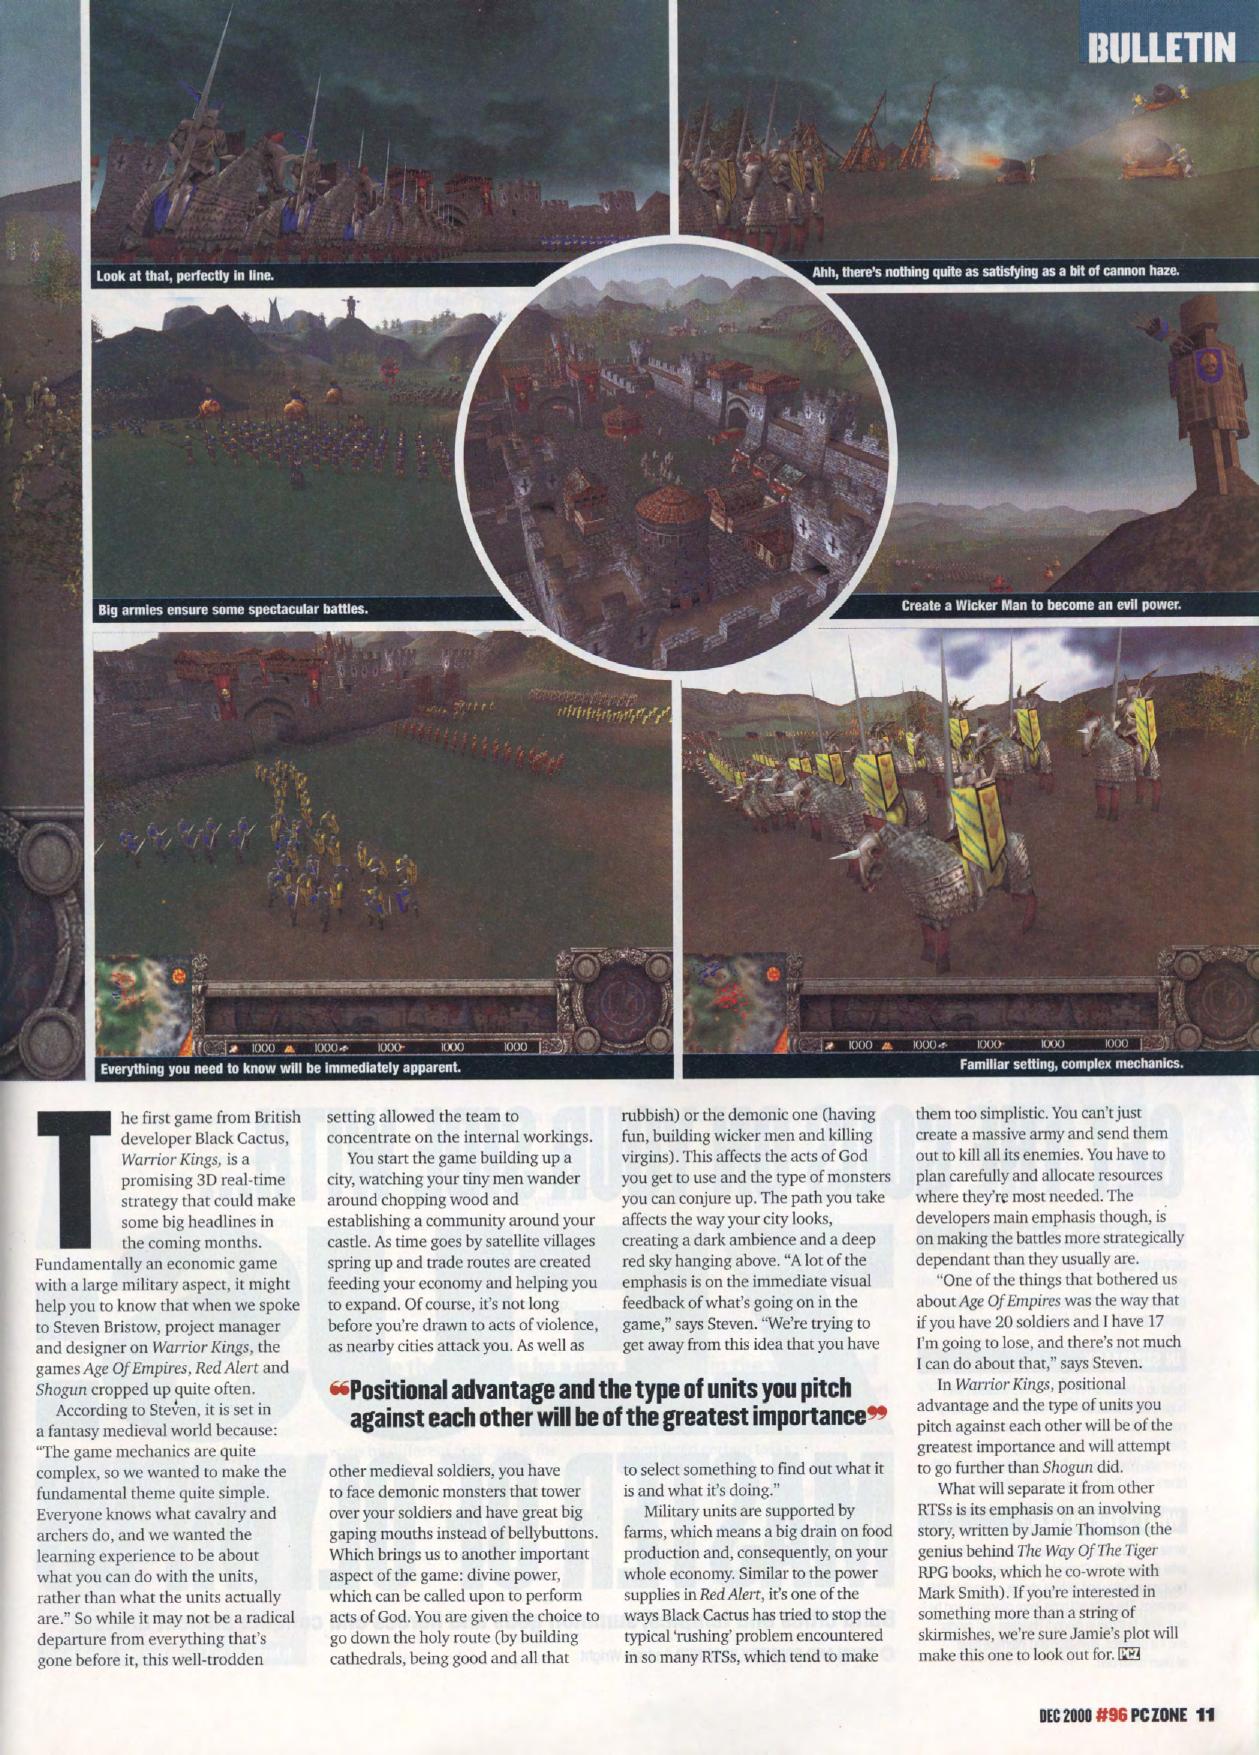 BULLETIN
Look at that, perfectly in line.
Ahh, there's nothing quite as satisfying as a bit of cannon haze.
Big armies ensure some spectacular battles.
Create a Wicker Man to become an evil power.
1000 1000 1000 1000 1000
Everything you need to know will be immediately apparent.
1000 1000 1000 1000 1000
Familiar setting, complex mechanics.
The first game from British
developer Black Cactus,
Warrior Kings, is a
promising 3D real-time
strategy that could make
some big headlines in
the coming months.
Fundamentally an economic game
with a large military aspect, it might
help you to know that when we spoke
to Steven Bristow, project manager
and designer on Warrior Kings, the
games Age Of Empires, Red Alert and
Shogun cropped up quite often.
According to Steven, it is set in
a fantasy medieval world because:
“The game mechanics are quite
complex, so we wanted to make the
fundamental theme quite simple.
Everyone knows what cavalry and
archers do, and we wanted the
learning experience to be about
what you can do with the units,
rather than what the units actually
are.” So while it may not be a radical
departure from everything that's
gone before it, this well-trodden
setting allowed the team to
concentrate on the internal workings.
You start the game building up a
city, watching your tiny men wander
around chopping wood and
establishing a community around your
castle. As time goes by satellite villages
spring up and trade routes are created
feeding your economy and helping you
to expand. Of course, it's not long
before you're drawn to acts of violence,
as nearby cities attack you. As well as
other medieval soldiers, you have
to face demonic monsters that tower
over your soldiers and have great big
gaping mouths instead of bellybuttons.
Which brings us to another important
aspect of the game: divine power,
which can be called upon to perform
acts of God. You are given the choice to
go down the holy route (by building
cathedrals, being good and all that
rubbish) or the demonic one (having
fun, building wicker men and killing
virgins). This affects the acts of God
you get to use and the type of monsters
you can conjure up. The path you take
affects the way your city looks,
creating a dark ambience and a deep
red sky hanging above. “A lot of the
emphasis is on the immediate visual
feedback of what's going on in the
game,” says Steven. “We're trying to
get away from this idea that you have
to select something to find out what it
is and what it's doing.”
Military units are supported by
farms, which means a big drain on food
production and, consequently, on your
whole economy. Similar to the power
supplies in Red Alert, it's one of the
ways Black Cactus has tried to stop the
typical ‘rushing’ problem encountered
in so many RTSs, which tend to make
them too simplistic. You can't just
create a massive army and send them
out to kill all its enemies. You have to
plan carefully and allocate resources
where they're most needed. The
developers main emphasis though, is
on making the battles more strategically
dependant than they usually are.
“One of the things that bothered us
about Age Of Empires was the way that
if you have 20 soldiers and I have 17
I'm going to lose, and there's not much
I can do about that,” says Steven.
In Warrior Kings, positional
advantage and the type of units you
pitch against each other will be of the
greatest importance and will attempt
to go further than Shogun did.
What will separate it from other
RTSs is its emphasis on an involving
story, written by Jamie Thomson (the
genius behind The Way Of The Tiger
RPG books, which he co-wrote with
Mark Smith). If you're interested in
something more than a string of
skirmishes, we're sure Jamie's plot will
make this one to look out for. PCZ
“Positional advantage and the type of units you pitch
against each other will be of the greatest importance”
DEC 2000 #96 PC ZONE 11